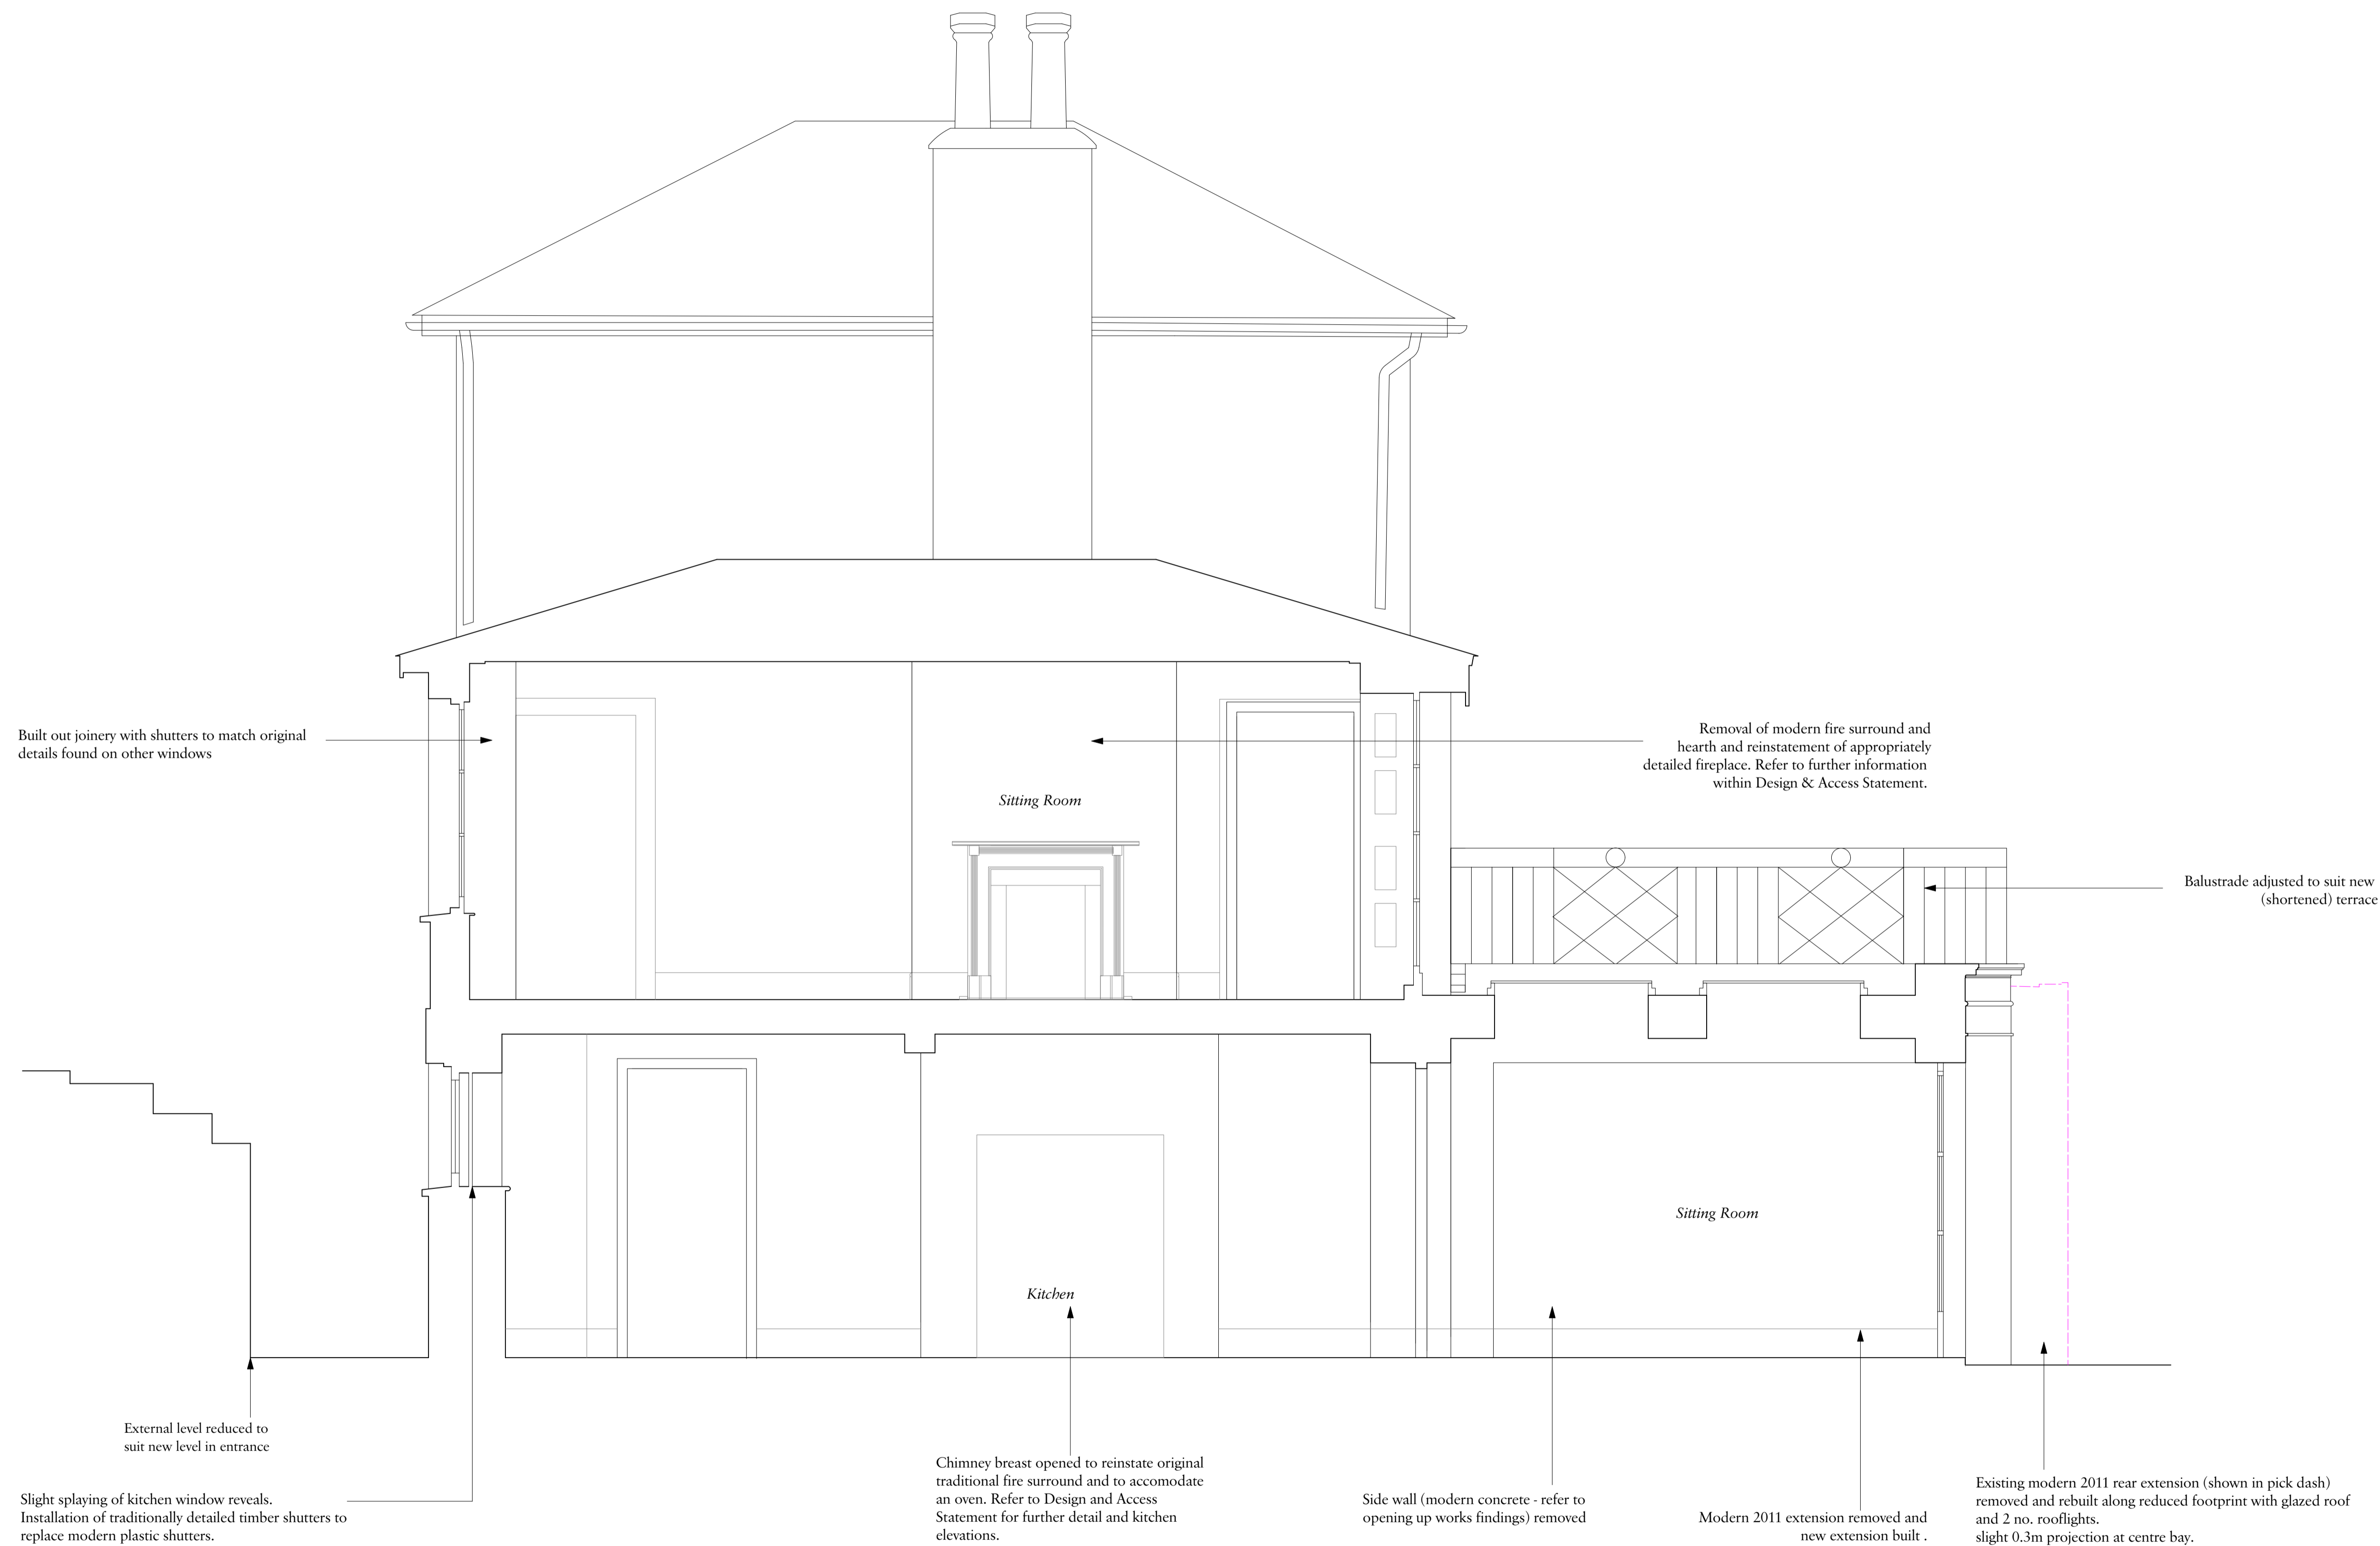 Built out joinery with shutters to match original
details found on other windows
Removal of modern fire surround and
hearth and reinstatement of appropriately
detailed fireplace. Refer to further information
within Design & Access Statement.
Sitting Room
Balustrade adjusted to suit new
(shortened) terrace
Sitting Room
Kitchen
External level reduced to
suit new level in entrance
Slight splaying of kitchen window reveals.
Installation of traditionally detailed timber shutters to
replace modern plastic shutters.
Chimney breast opened to reinstate original
traditional fire surround and to accomodate
an oven. Refer to Design and Access
Statement for further detail and kitchen
elevations.
Side wall (modern concrete - refer to
opening up works findings) removed
Modern 2011 extension removed and
new extension built .
Existing modern 2011 rear extension (shown in pick dash)
removed and rebuilt along reduced footprint with glazed roof
and 2 no. rooflights.
slight 0.3m projection at centre bay.